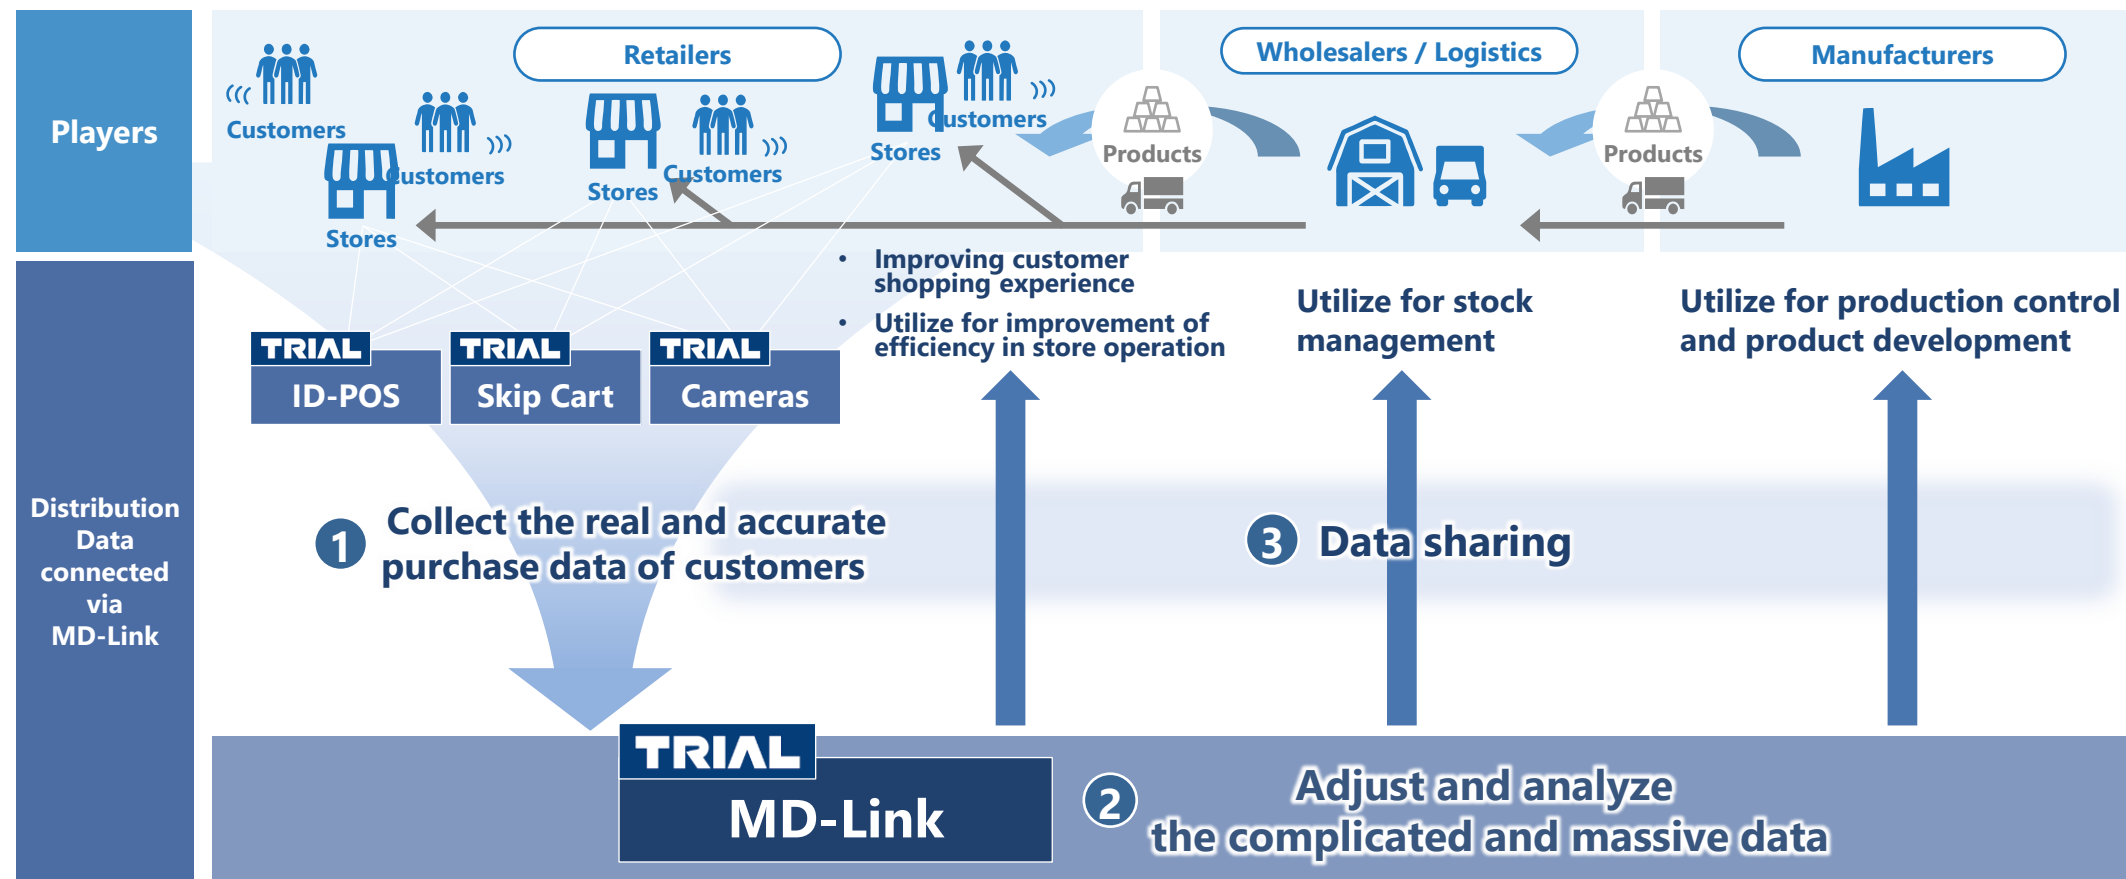 Players
Retailers
Wholesalers / Logistics
Manufacturers
Customers
Stores
Customers
Stores
Customers
Stores
Customers
Products
Products
Distribution
Data
connected
via
MD-Link
• Improving customer
shopping experience
• Utilize for improvement of
efficiency in store operation
Utilize for stock
management
Utilize for production control
and product development
TRIAL
ID-POS
TRIAL
Skip Cart
TRIAL
Cameras
1 Collect the real and accurate
purchase data of customers
3 Data sharing
TRIAL
MD-Link
2 Adjust and analyze
the complicated and massive data